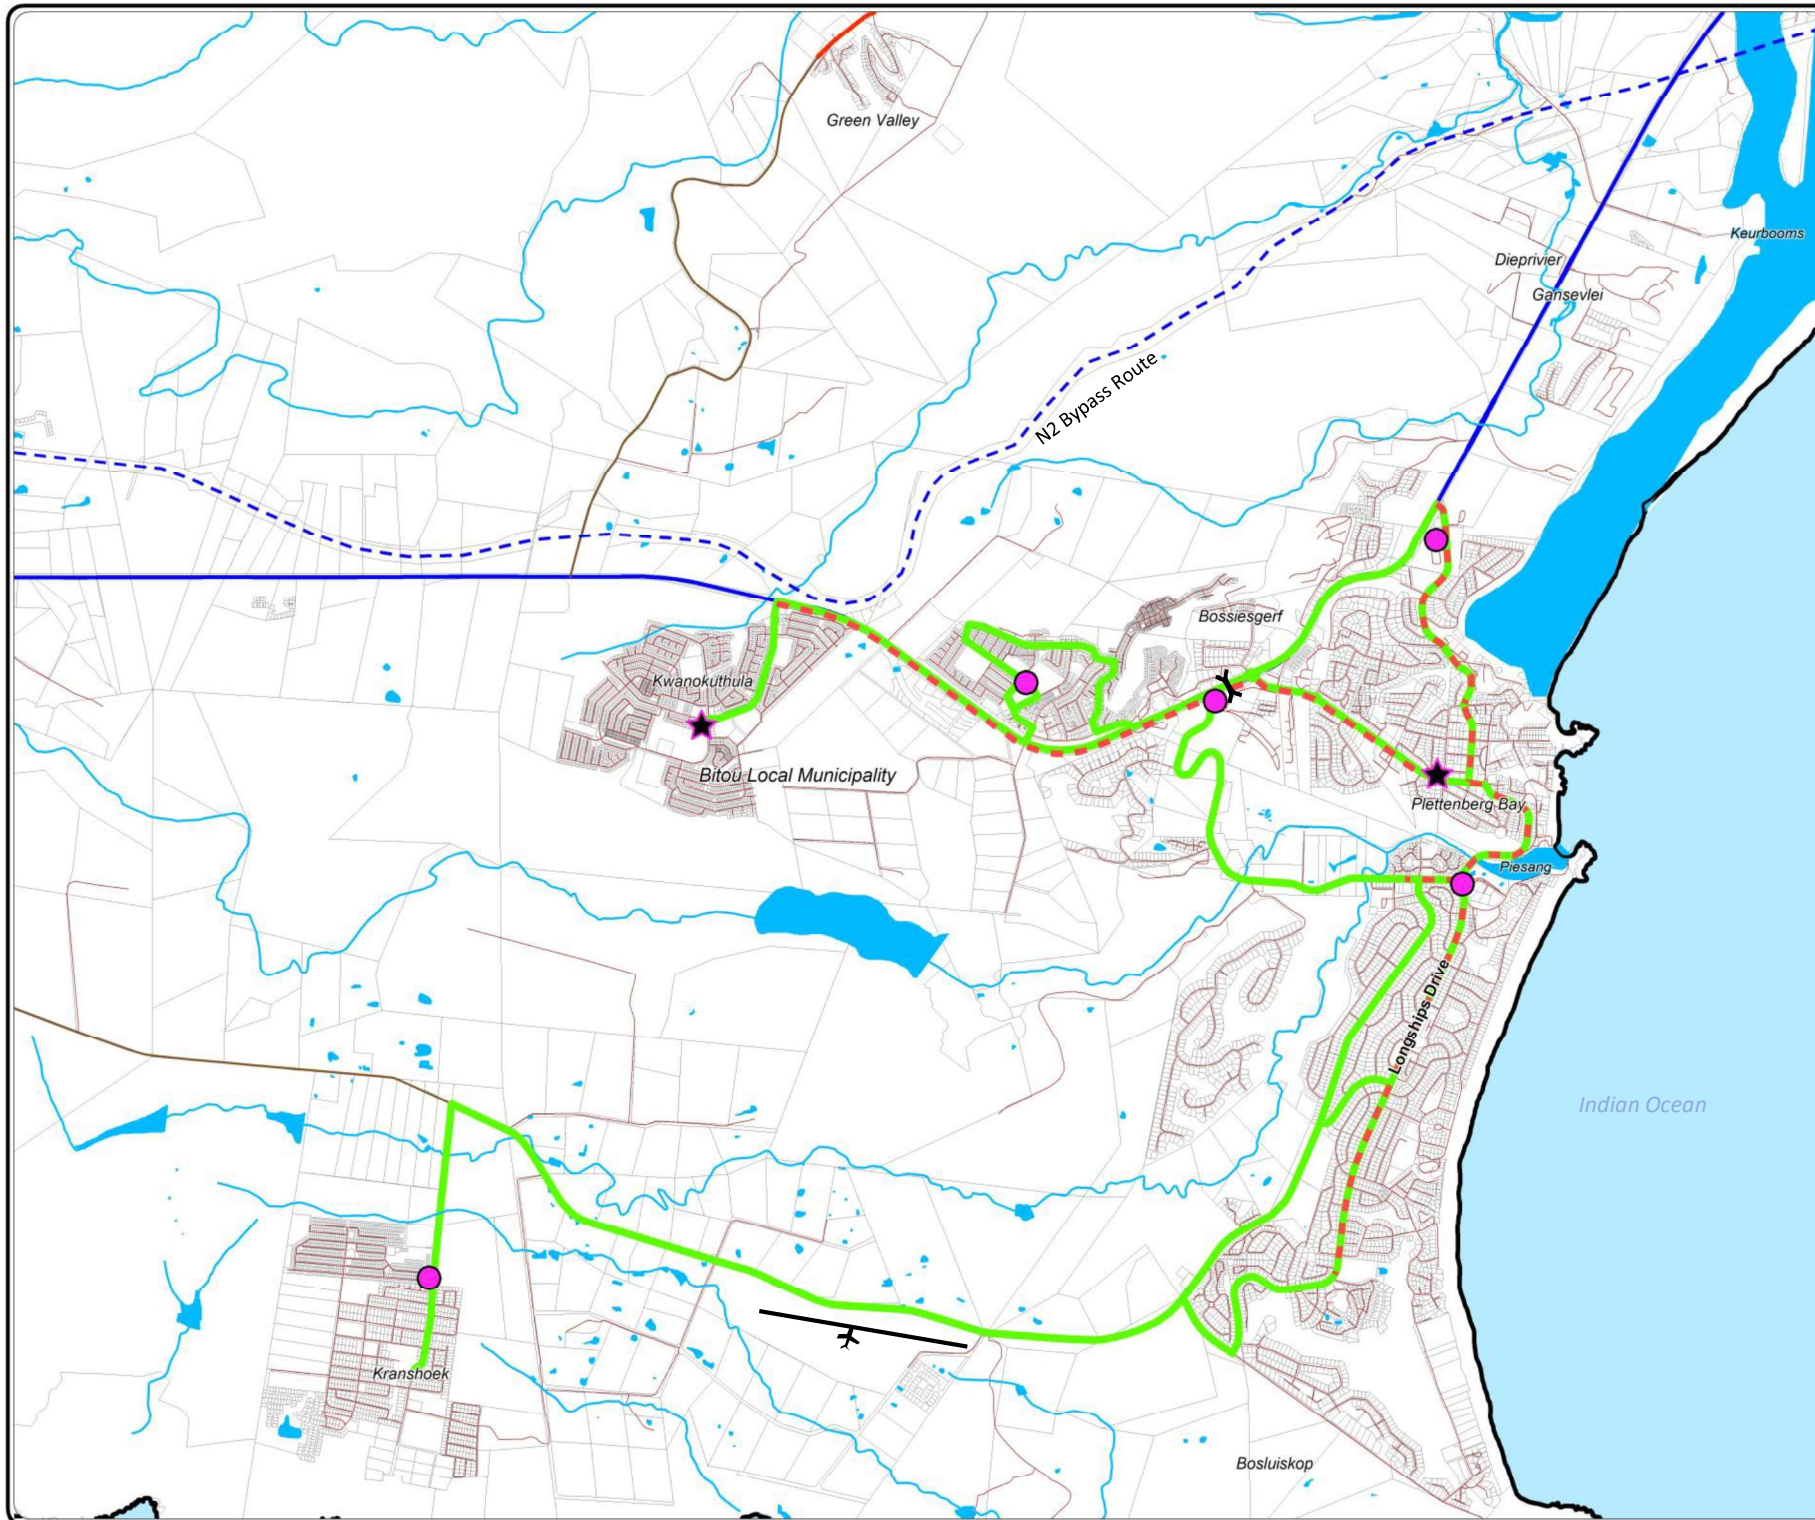 Green Valley
Keurbooms
Dieprivier
Gansevlei
N2 Bypass Route
Bossiesgerf
Kwanokuthula
Bitou Local Municipality
Plettenberg Bay
Piesang
Longships Drive
Indian Ocean
Kranshoek
Bosluiskop